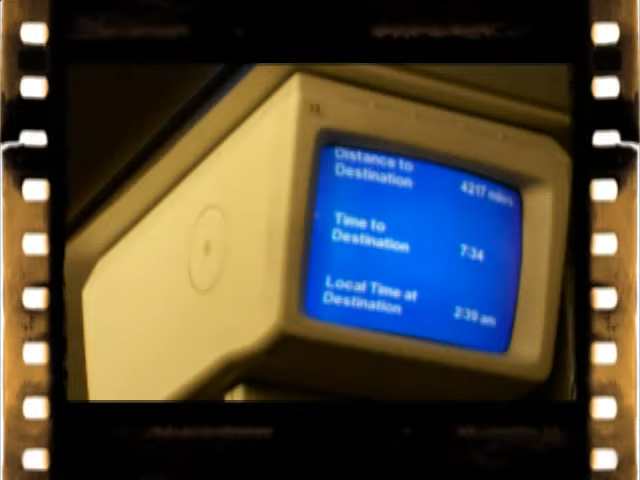 Distance to
Destination 4217 miles
Time to
Destination 7:34
Local Time at
Destination 2:39 am